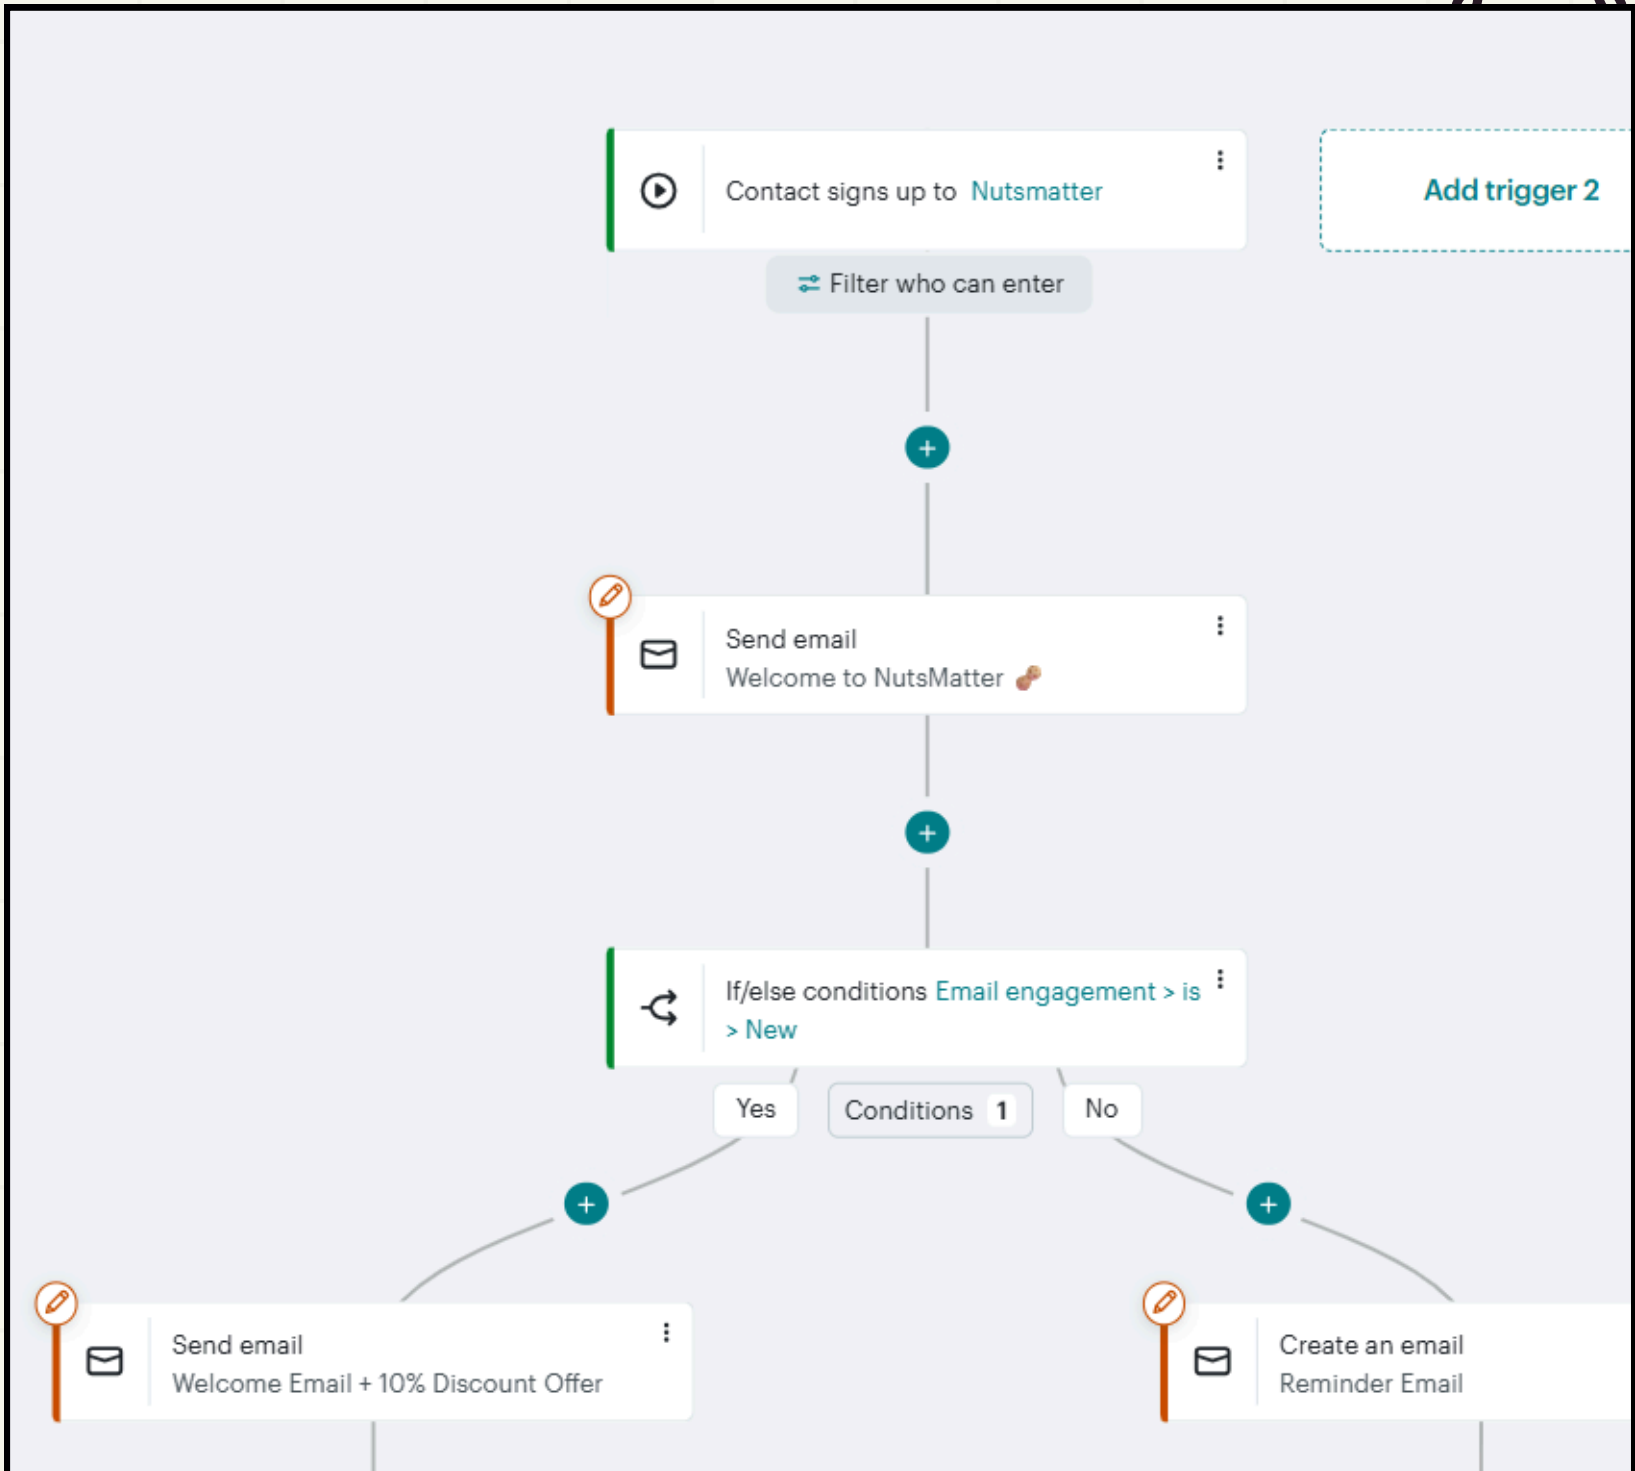 Contact signs up to Nutsmatter
Add trigger 2
Filter who can enter
Send email
Welcome to NutsMatter 🥜
If/else conditions Email engagement > is
> New
Yes
Conditions 1
No
Send email
Welcome Email + 10% Discount Offer
Create an email
Reminder Email